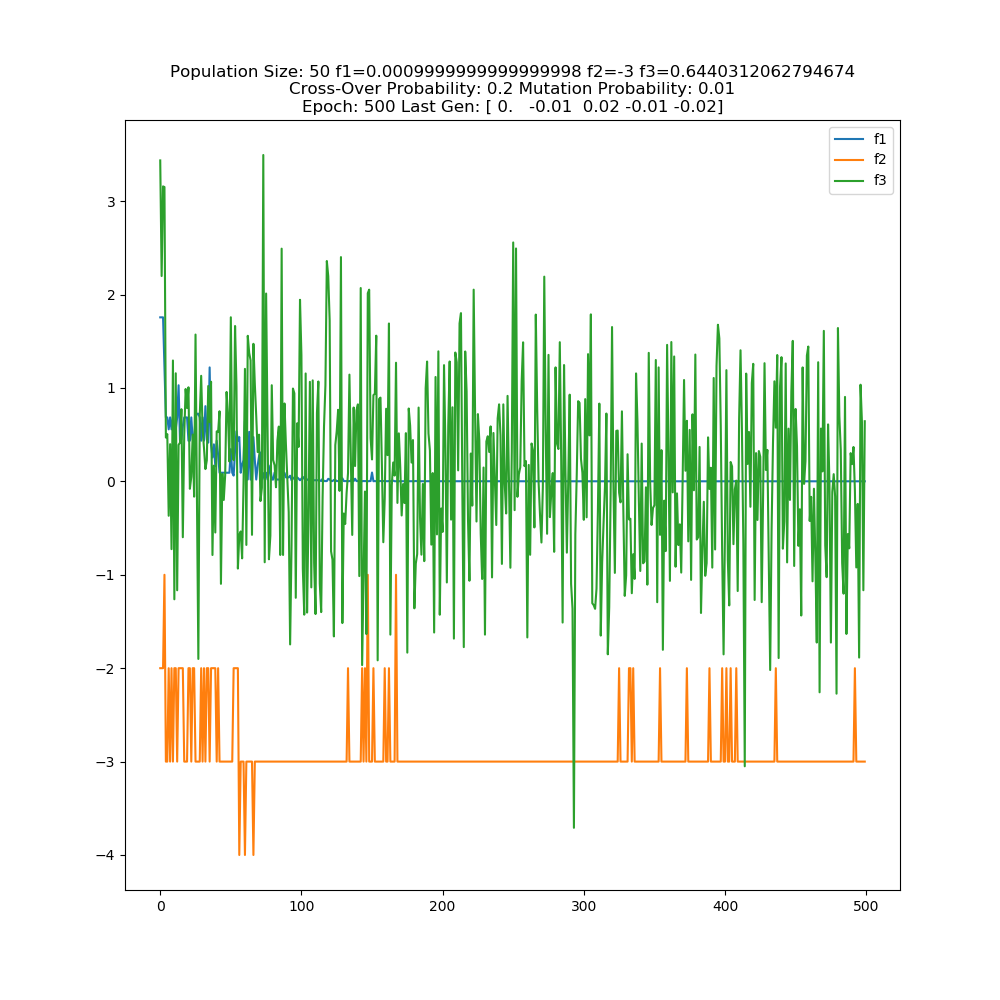 Population Size: 50 f1=0.0009999999999999998 f2=-3 f3=0.6440312062794674
Cross-Over Probability: 0.2 Mutation Probability: 0.01
Epoch: 500 Last Gen: [ 0.   -0.01  0.02 -0.01 -0.02]
f1
f2
f3
3
2
1
0
−1
−2
−3
−4
0 100 200 300 400 500